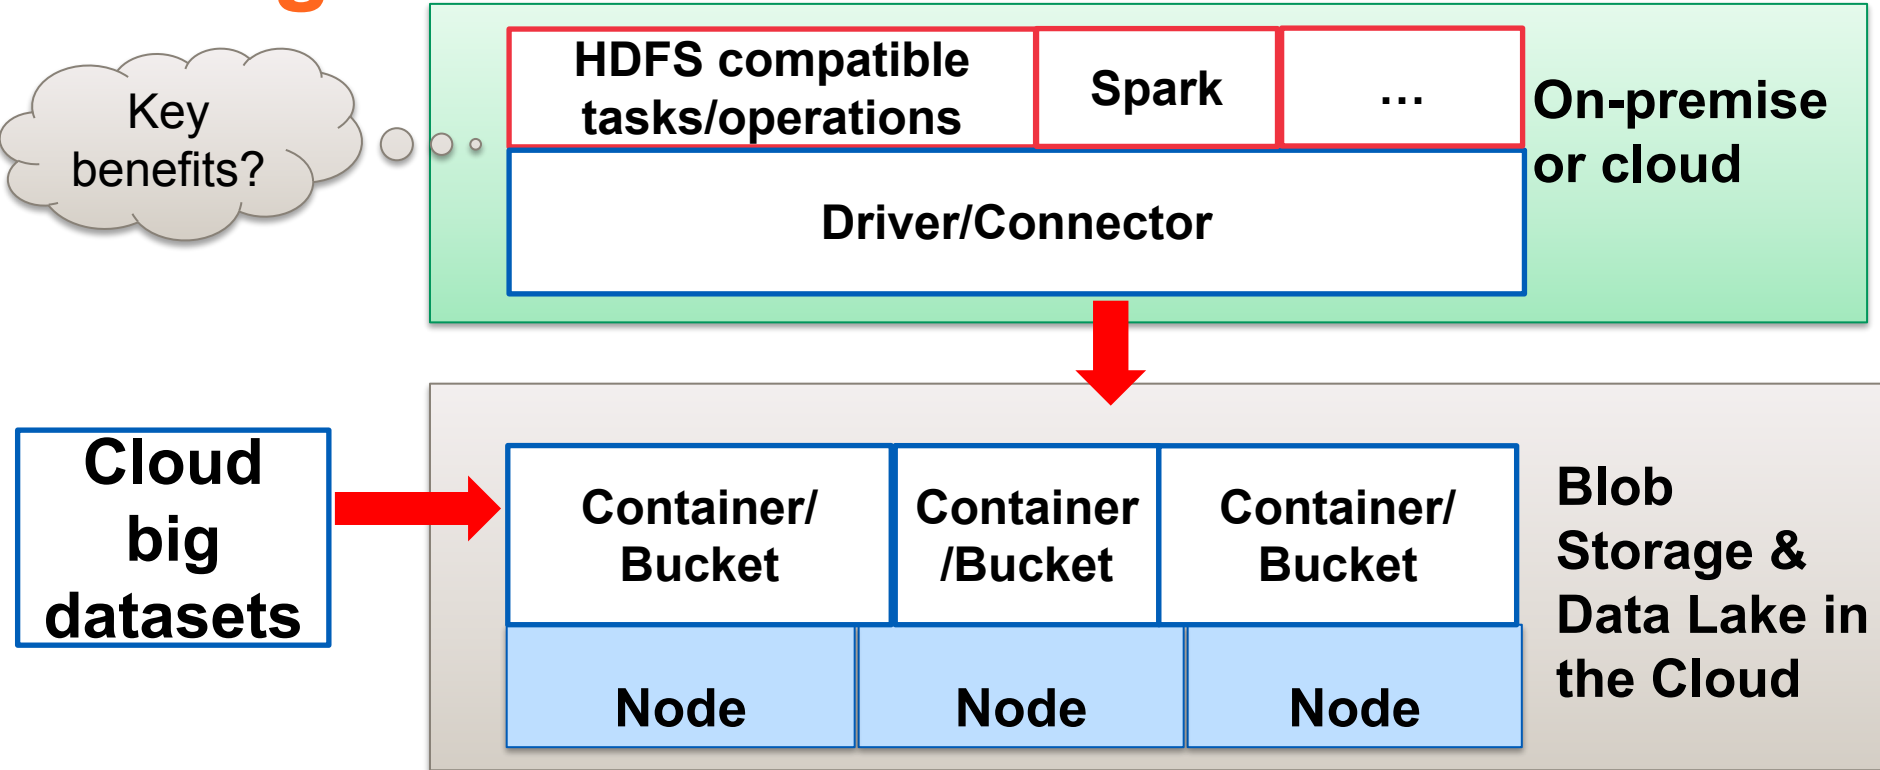 g
Key
benefits?
HDFS compatible
tasks/operations
Spark
...
On-premise
or cloud
Driver/Connector
Cloud
big
datasets
Container/
Bucket
Container
/Bucket
Container/
Bucket
Node
Node
Node
Blob
Storage &
Data Lake in
the Cloud